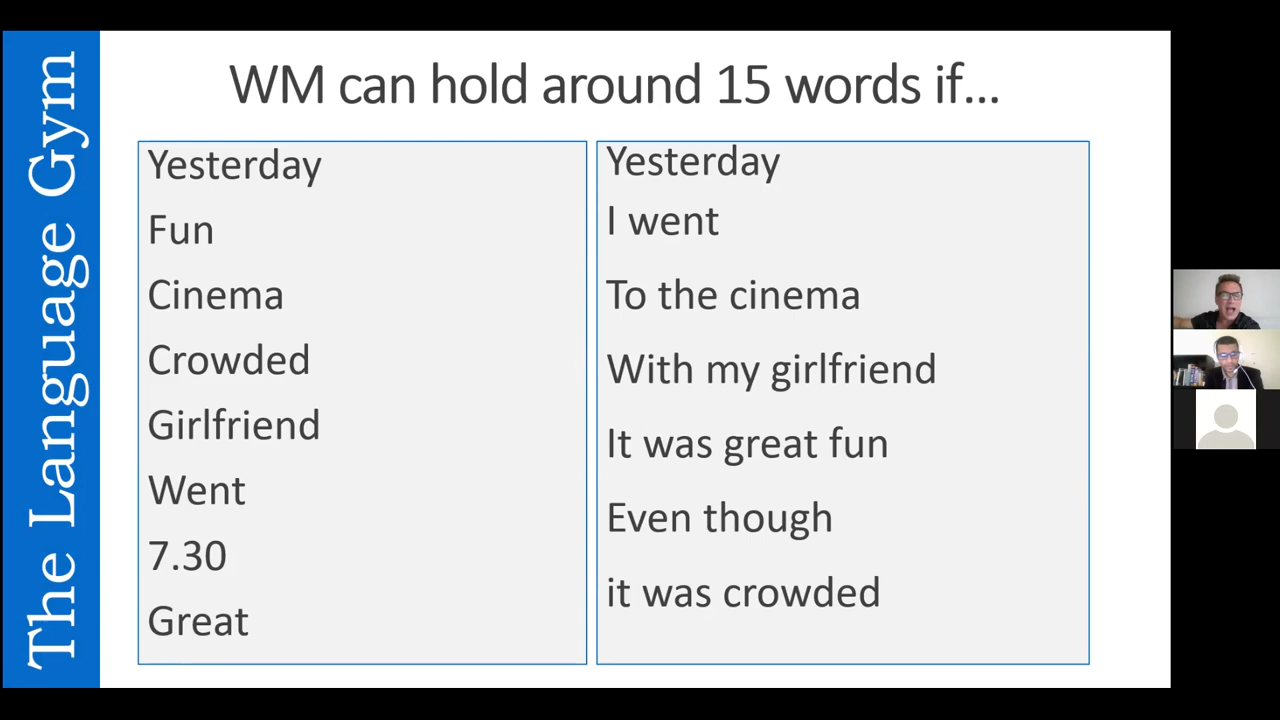 The Language Gym
WM can hold around 15 words if...
Yesterday
Fun
Cinema
Crowded
Girlfriend
Went
7.30
Great
Yesterday
I went
To the cinema
With my girlfriend
It was great fun
Even though
it was crowded